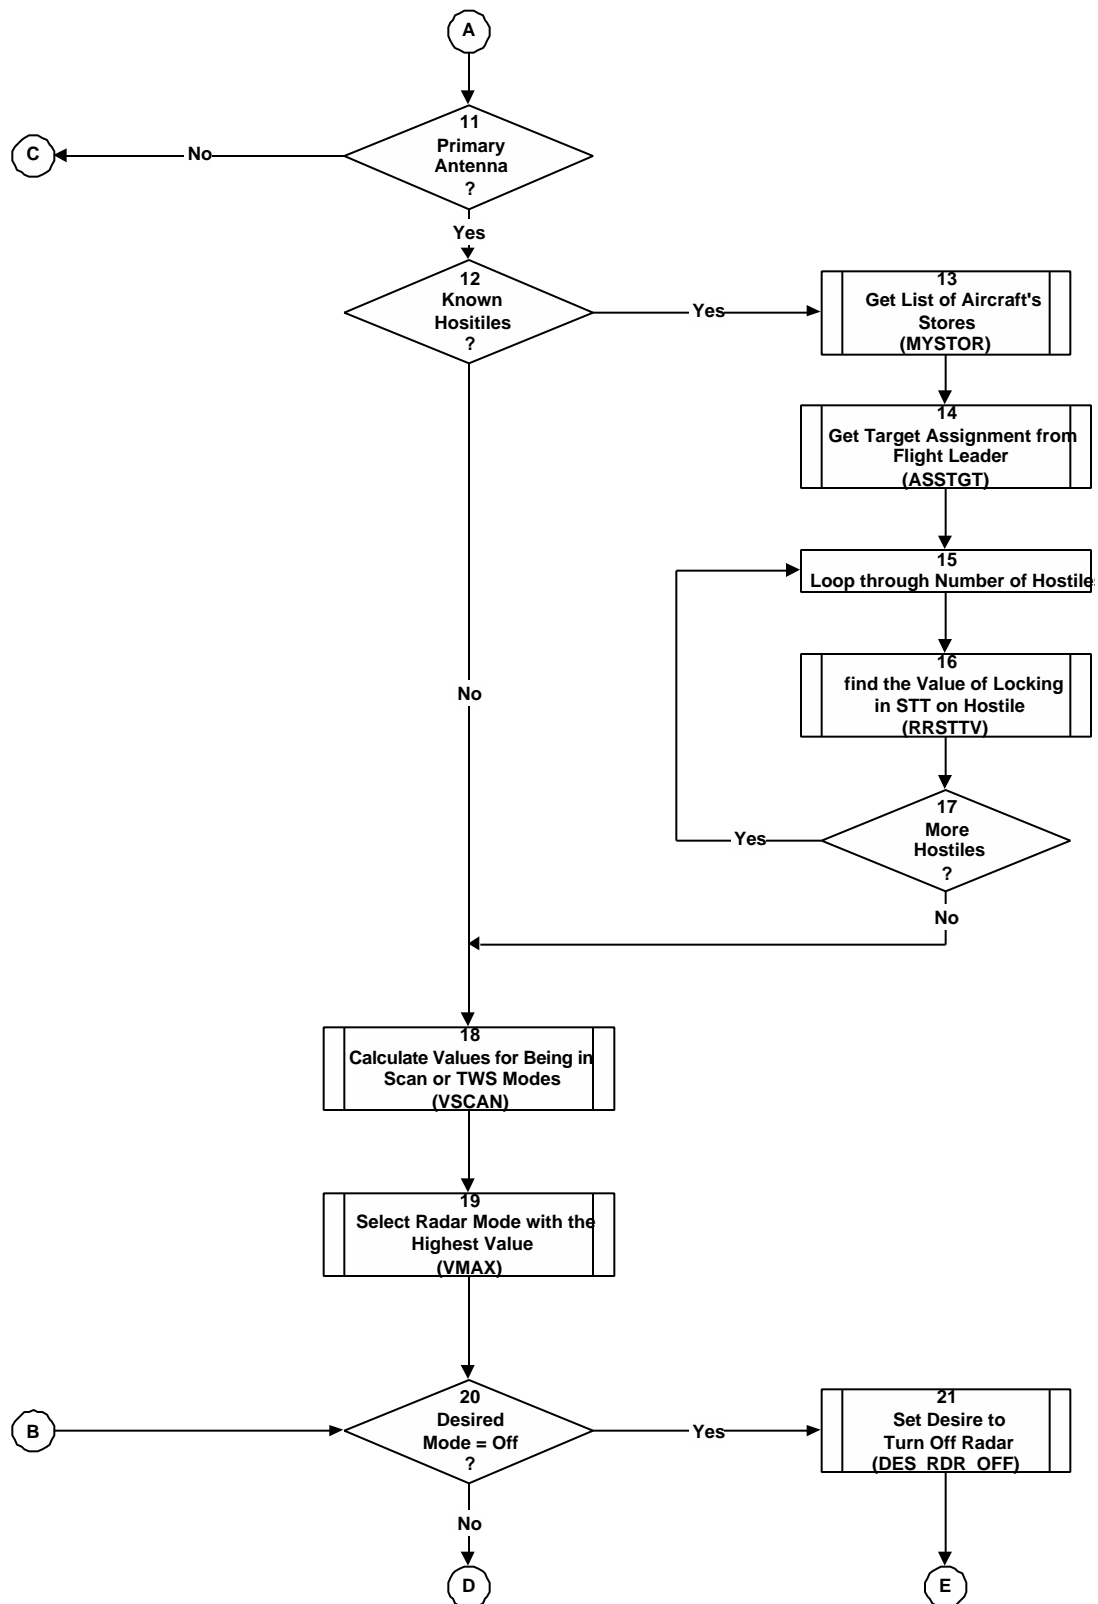 A
11
Primary
Antenna
?
C
No
Yes
12
Known
Hositiles
?
Yes
13
Get List of Aircraft's
Stores
(MYSTOR)
14
Get Target Assignment from
Flight Leader
(ASSTGT)
15
Loop through Number of Hostiles
16
find the Value of Locking
in STT on Hostile
(RRSTTV)
17
More
Hostiles
?
Yes
No
No
18
Calculate Values for Being in
Scan or TWS Modes
(VSCAN)
19
Select Radar Mode with the
Highest Value
(VMAX)
B
20
Desired
Mode = Off
?
Yes
21
Set Desire to
Turn Off Radar
(DES_RDR_OFF)
No
D
E